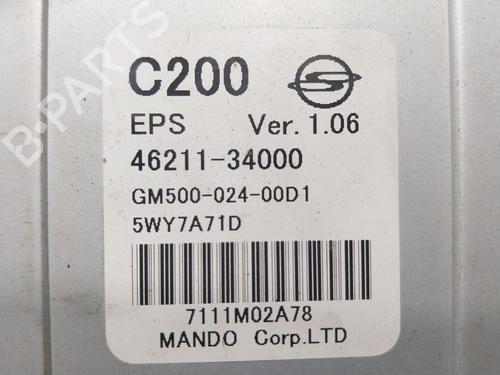 C200
EPS Ver. 1.06
46211-34000
GM500-024-00D1
5WY7A71D
7111M02A78
MANDO Corp.LTD
B-PARTS